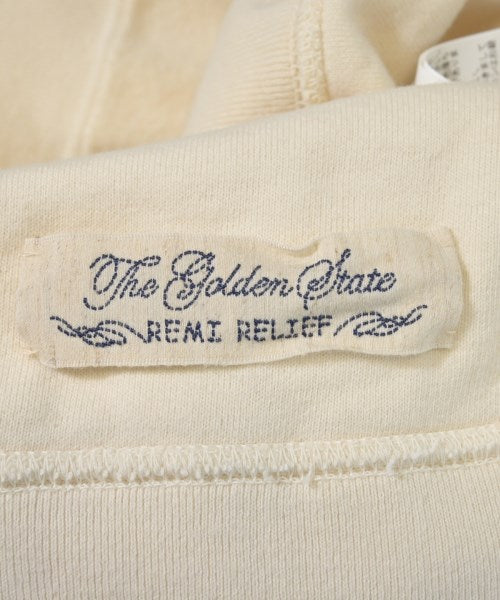 The Golden State
REMI RELIEF